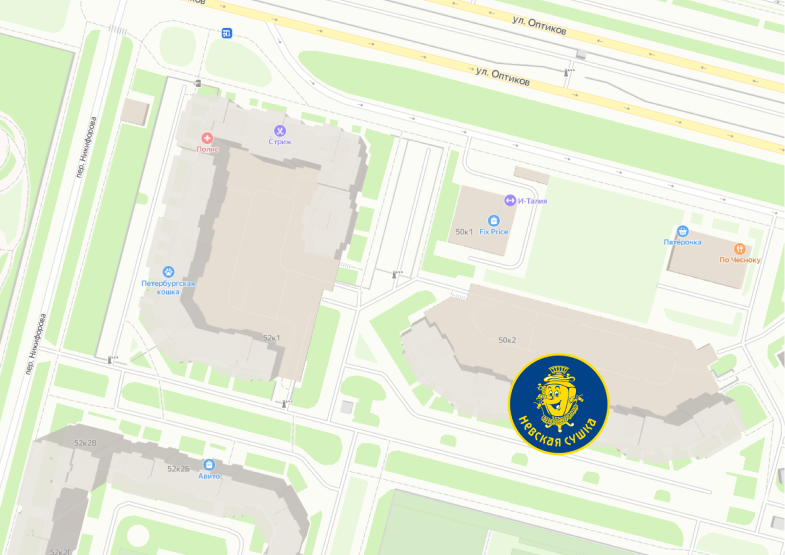 ул. Оптиков
ул. Оптиков
пер. Никифорова
Стриж
Полис
И-Талия
50к1
Fix Price
Пятёрочка
По Чесноку
Петербургская
кошка
52к1
50к2
пер. Никифорова
НЕВСКАЯ СУШКА
52к2В
52к2Б
Авито